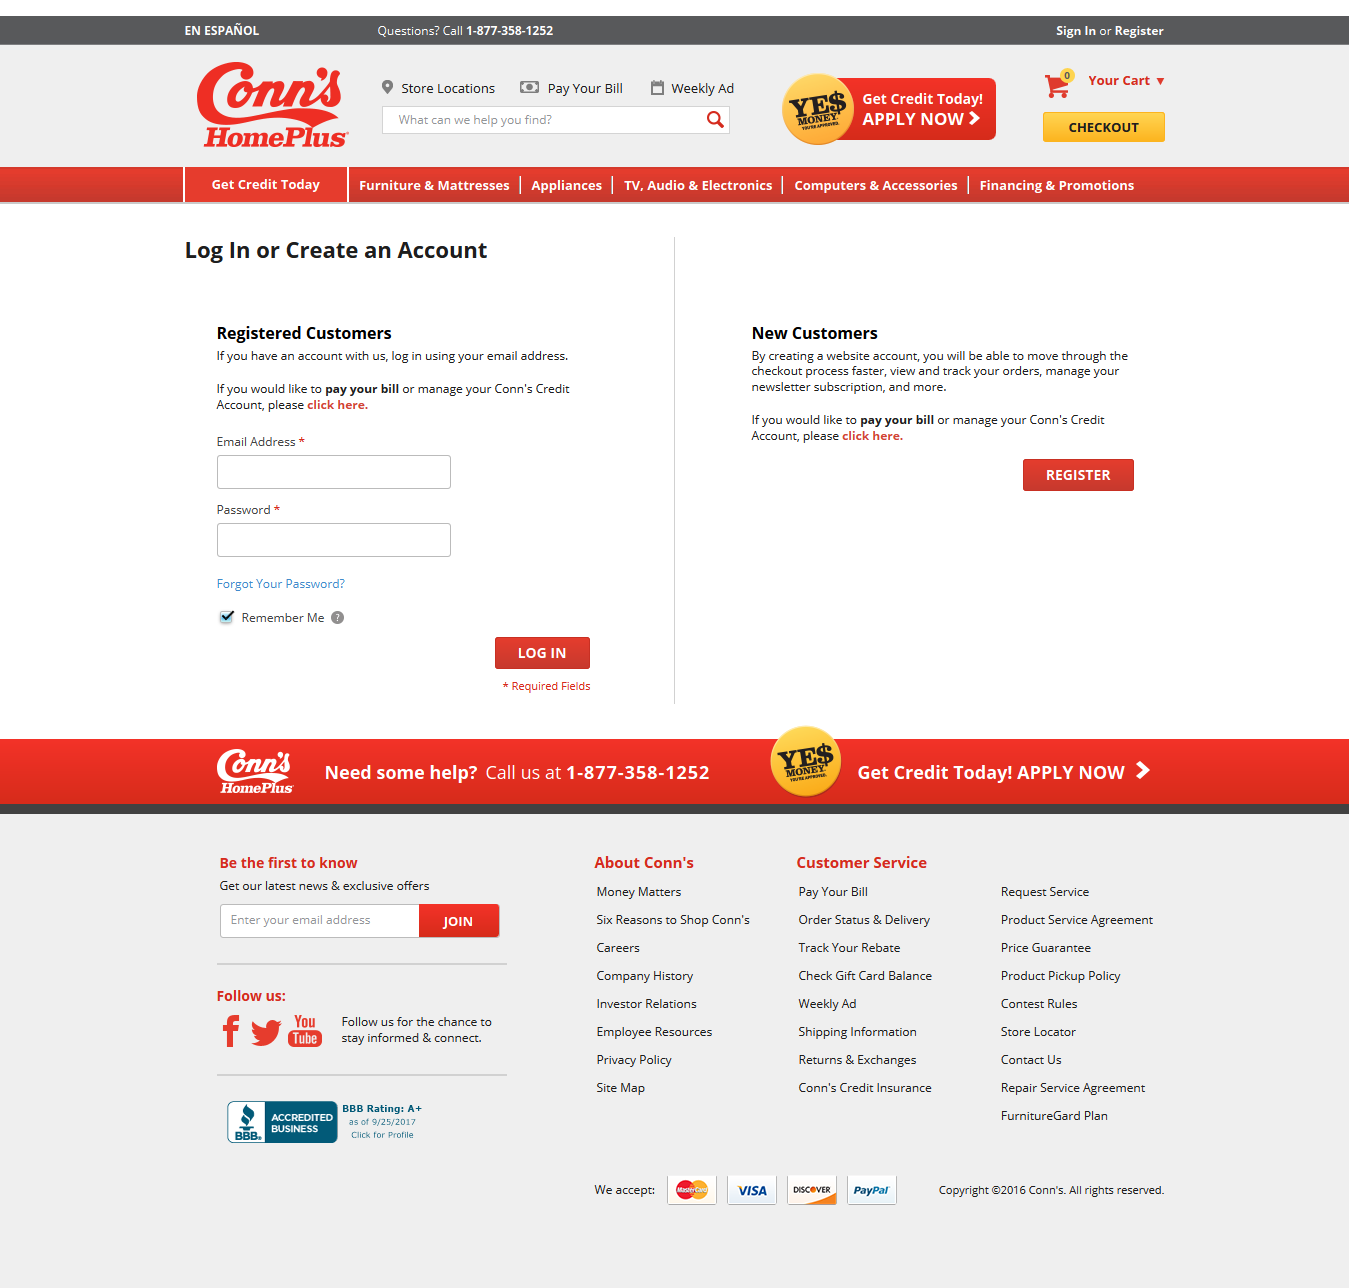 EN ESPAÑOL
Questions? Call 1-877-358-1252
Sign In or Register
Conn's
HomePlus
Store Locations
Pay Your Bill
Weekly Ad
What can we help you find?
YE$
MONEY
YOU'RE APPROVED.
Get Credit Today!
APPLY NOW
0
Your Cart
CHECKOUT
Get Credit Today
Furniture & Mattresses
Appliances
TV, Audio & Electronics
Computers & Accessories
Financing & Promotions
Log In or Create an Account
Registered Customers
If you have an account with us, log in using your email address.
If you would like to pay your bill or manage your Conn's Credit
Account, please click here.
Email Address *
Password *
Forgot Your Password?
Remember Me ?
LOG IN
* Required Fields
New Customers
By creating a website account, you will be able to move through the
checkout process faster, view and track your orders, manage your
newsletter subscription, and more.
If you would like to pay your bill or manage your Conn's Credit
Account, please click here.
REGISTER
Conn's
HomePlus
Need some help? Call us at 1-877-358-1252
YE$
MONEY
YOU'RE APPROVED.
Get Credit Today! APPLY NOW
Be the first to know
Get our latest news & exclusive offers
Enter your email address
JOIN
Follow us:
You
Tube
Follow us for the chance to
stay informed & connect.
BBB.
ACCREDITED
BUSINESS
BBB Rating: A+
as of 9/25/2017
Click for Profile
About Conn's
Money Matters
Six Reasons to Shop Conn's
Careers
Company History
Investor Relations
Employee Resources
Privacy Policy
Site Map
Customer Service
Pay Your Bill
Order Status & Delivery
Track Your Rebate
Check Gift Card Balance
Weekly Ad
Shipping Information
Returns & Exchanges
Conn's Credit Insurance
Request Service
Product Service Agreement
Price Guarantee
Product Pickup Policy
Contest Rules
Store Locator
Contact Us
Repair Service Agreement
FurnitureGard Plan
We accept:
MasterCard
VISA
DISCOVER
PayPal
Copyright ©2016 Conn's. All rights reserved.